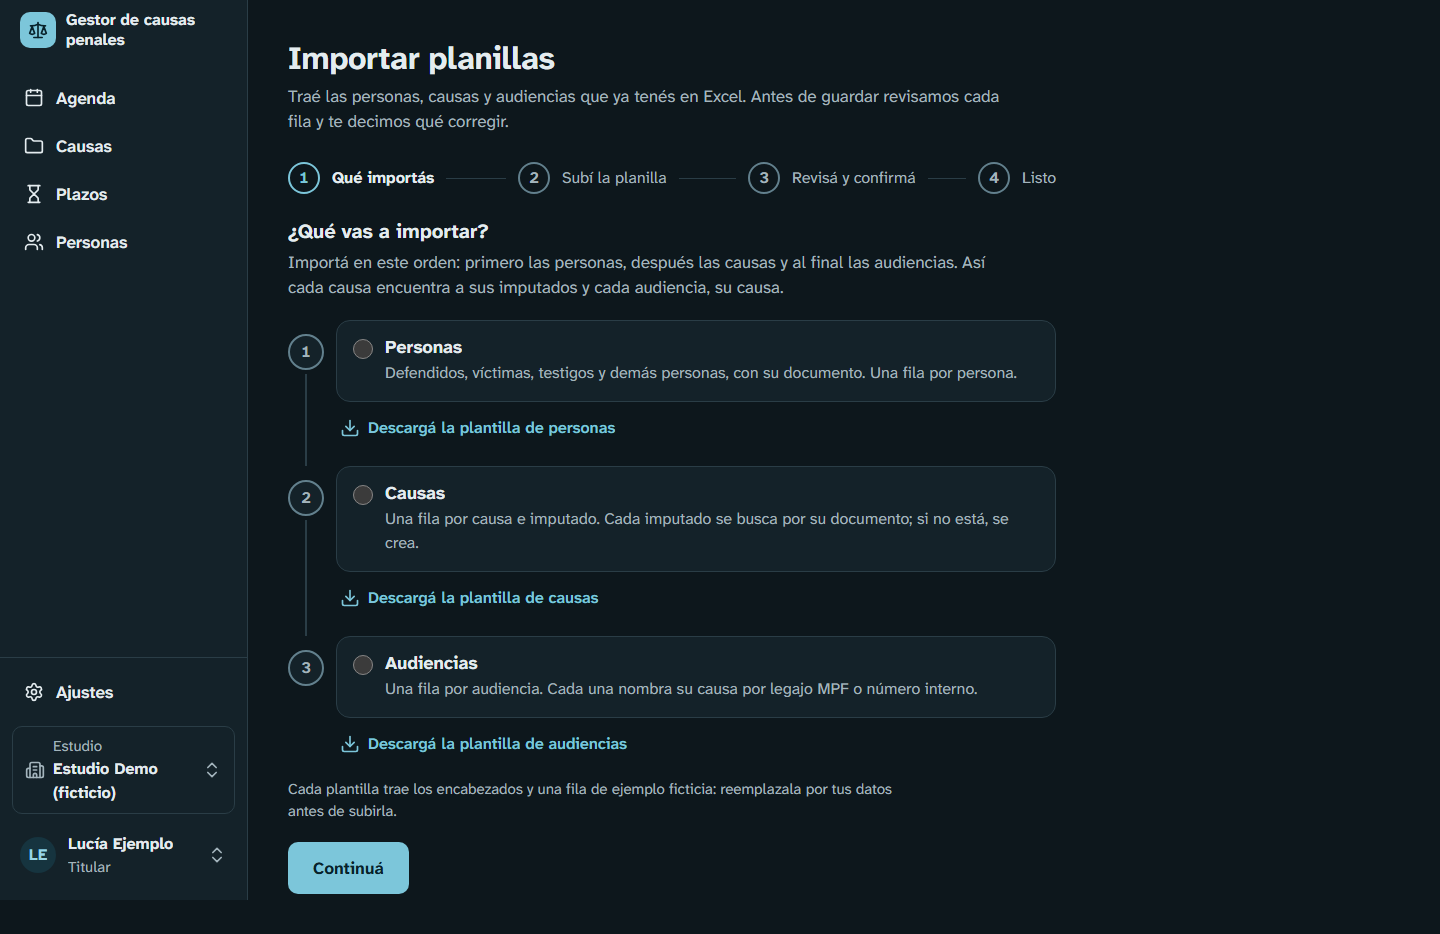 Gestor de causas
penales
Agenda
Causas
Plazos
Personas
Ajustes
Estudio
Estudio Demo
(ficticio)
LE
Lucía Ejemplo
Titular
Importar planillas
Traé las personas, causas y audiencias que ya tenés en Excel. Antes de guardar revisamos cada
fila y te decimos qué corregir.
1 Qué importás 2 Subí la planilla 3 Revisá y confirmá 4 Listo
¿Qué vas a importar?
Importá en este orden: primero las personas, después las causas y al final las audiencias. Así
cada causa encuentra a sus imputados y cada audiencia, su causa.
1 Personas
Defendidos, víctimas, testigos y demás personas, con su documento. Una fila por persona.
Descargá la plantilla de personas
2 Causas
Una fila por causa e imputado. Cada imputado se busca por su documento; si no está, se
crea.
Descargá la plantilla de causas
3 Audiencias
Una fila por audiencia. Cada una nombra su causa por legajo MPF o número interno.
Descargá la plantilla de audiencias
Cada plantilla trae los encabezados y una fila de ejemplo ficticia: reemplazala por tus datos
antes de subirla.
Continuá